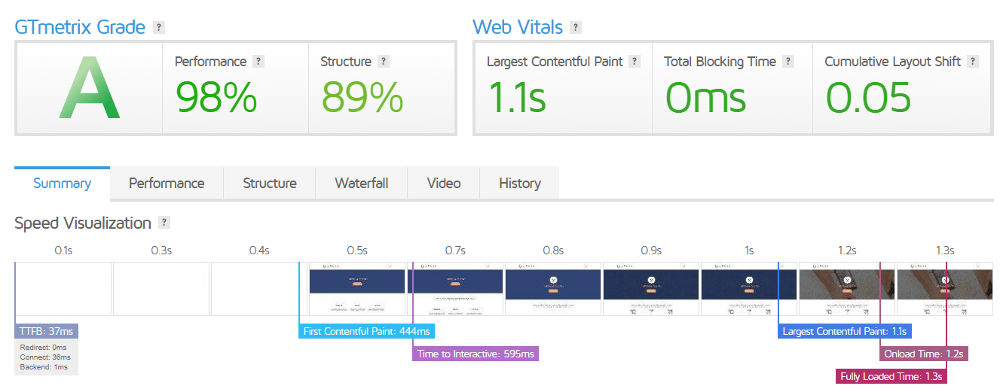 GTmetrix Grade ?
Web Vitals ?
A
Performance ?
98%
Structure ?
89%
Largest Contentful Paint ?
1.1s
Total Blocking Time ?
0ms
Cumulative Layout Shift ?
0.05
Summary Performance Structure Waterfall Video History
Speed Visualization ?
0.1s 0.3s 0.4s 0.5s 0.7s 0.8s 0.9s 1s 1.2s 1.3s
TTFB: 37ms
Redirect: 0ms
Connect: 36ms
Backend: 1ms
First Contentful Paint: 444ms
Time to Interactive: 595ms
Largest Contentful Paint: 1.1s
Onload Time: 1.2s
Fully Loaded Time: 1.3s